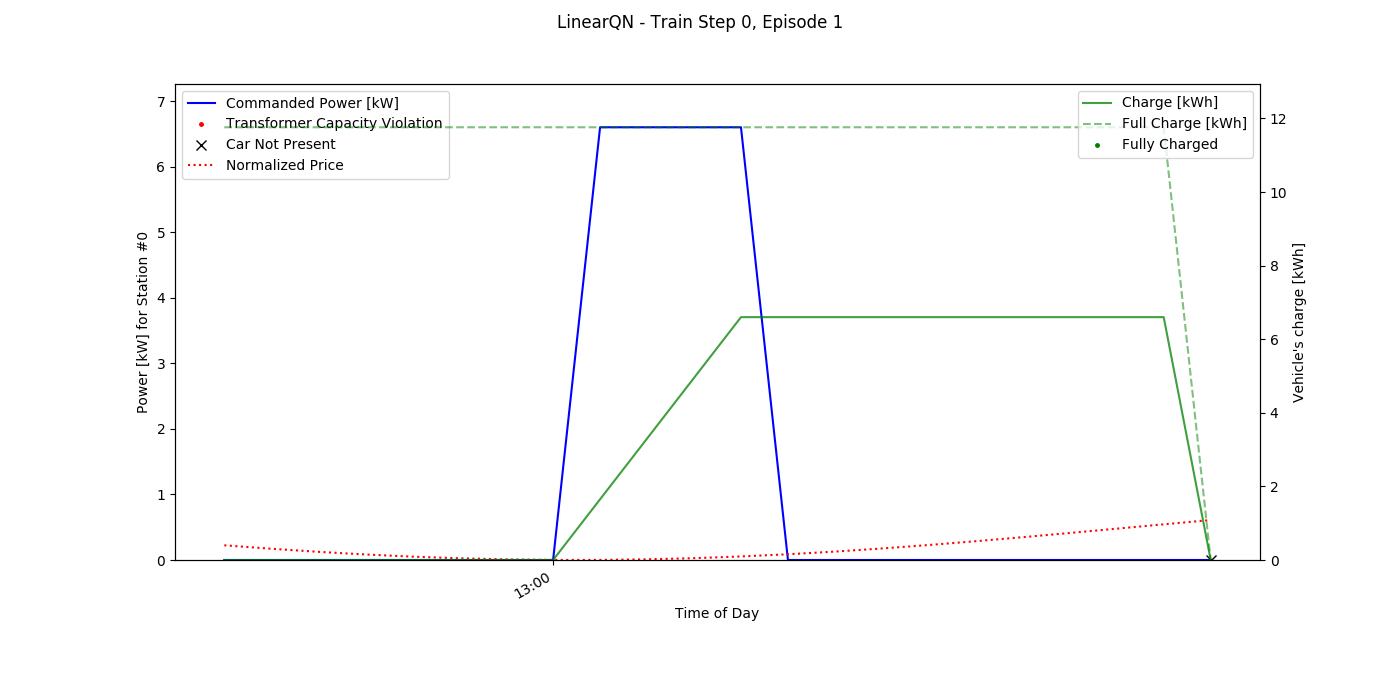 LinearQN - Train Step 0, Episode 1
Commanded Power [kW]
Transformer Capacity Violation
Car Not Present
Normalized Price
Charge [kWh]
Full Charge [kWh]
Fully Charged
7
6
5
4
3
2
1
0
Power [kW] for Station #0
12
10
8
6
4
2
0
Vehicle's charge [kWh]
13:00
Time of Day